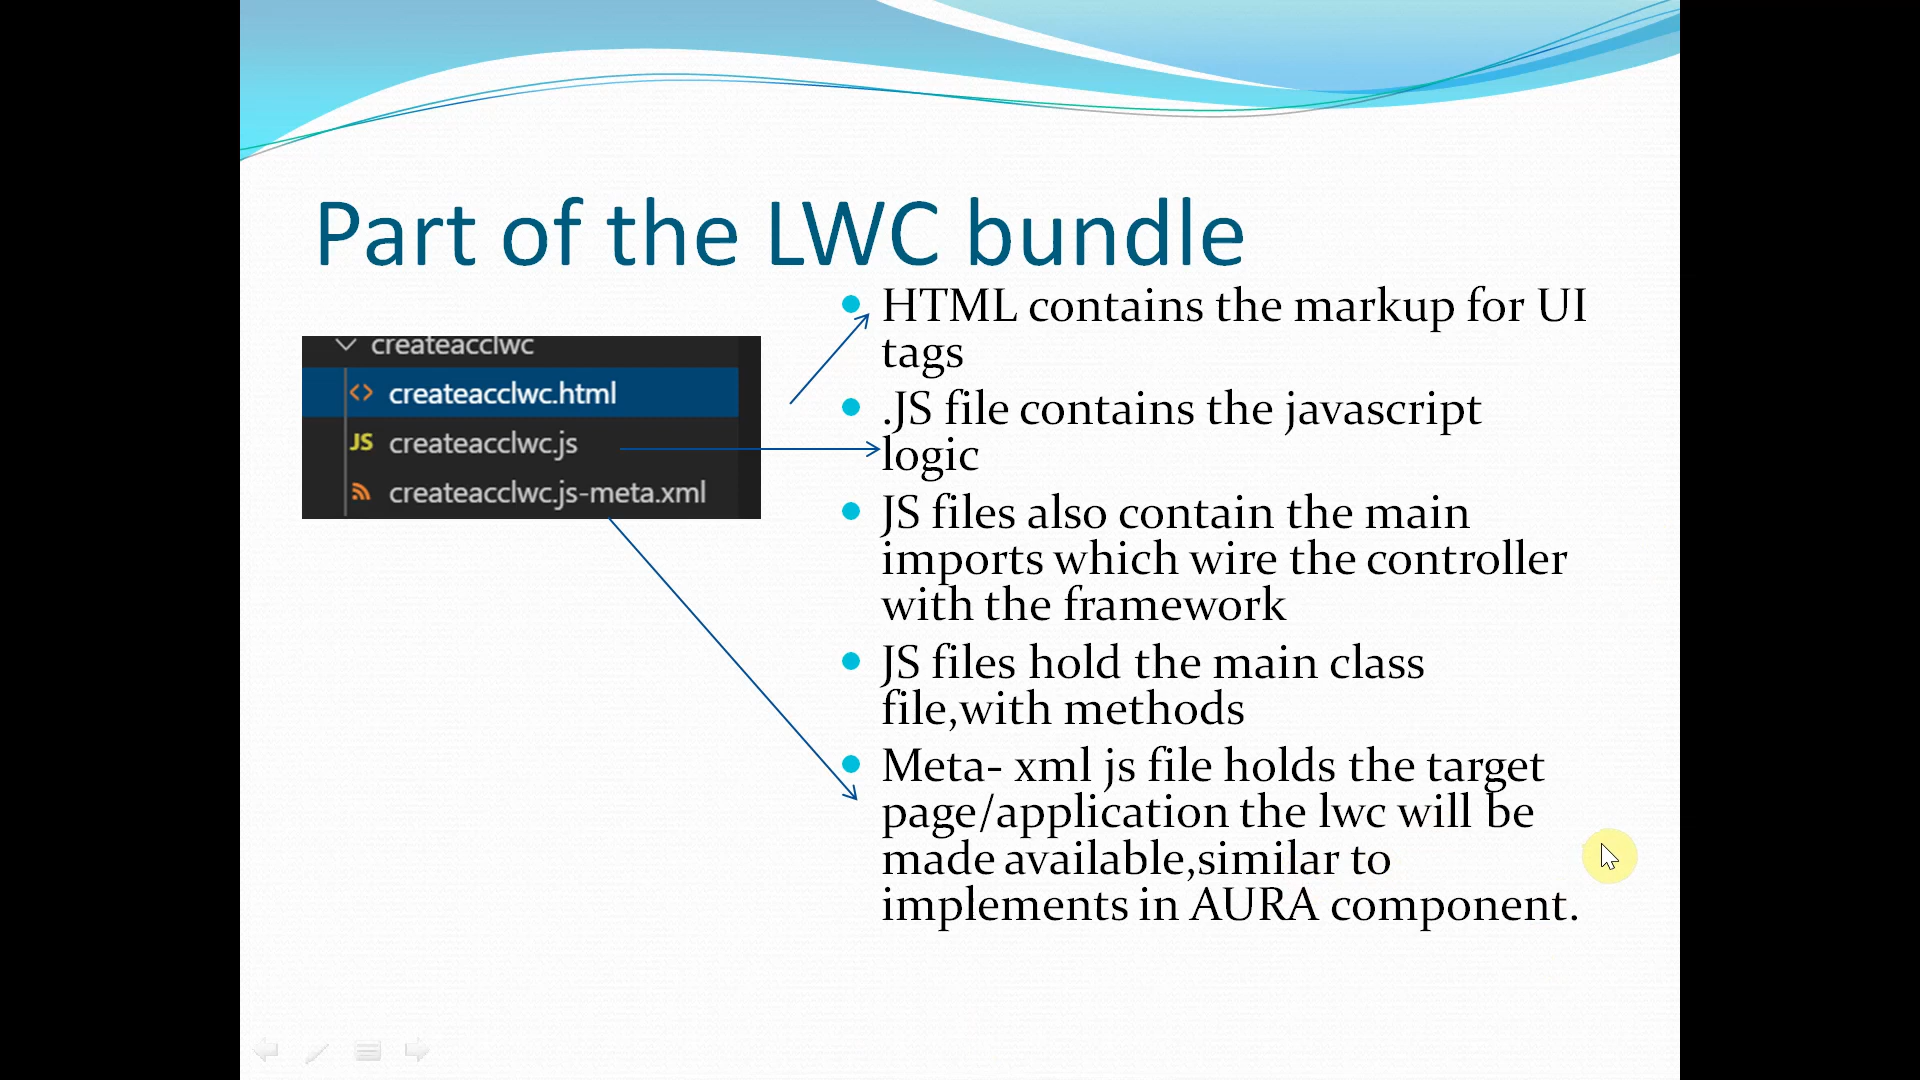 Part of the LWC bundle
createacclwc
createacclwc.html
JS createacclwc.js
createacclwc.js-meta.xml
HTML contains the markup for UI
tags
.JS file contains the javascript
logic
JS files also contain the main
imports which wire the controller
with the framework
JS files hold the main class
file,with methods
Meta- xml js file holds the target
page/application the lwc will be
made available,similar to
implements in AURA component.